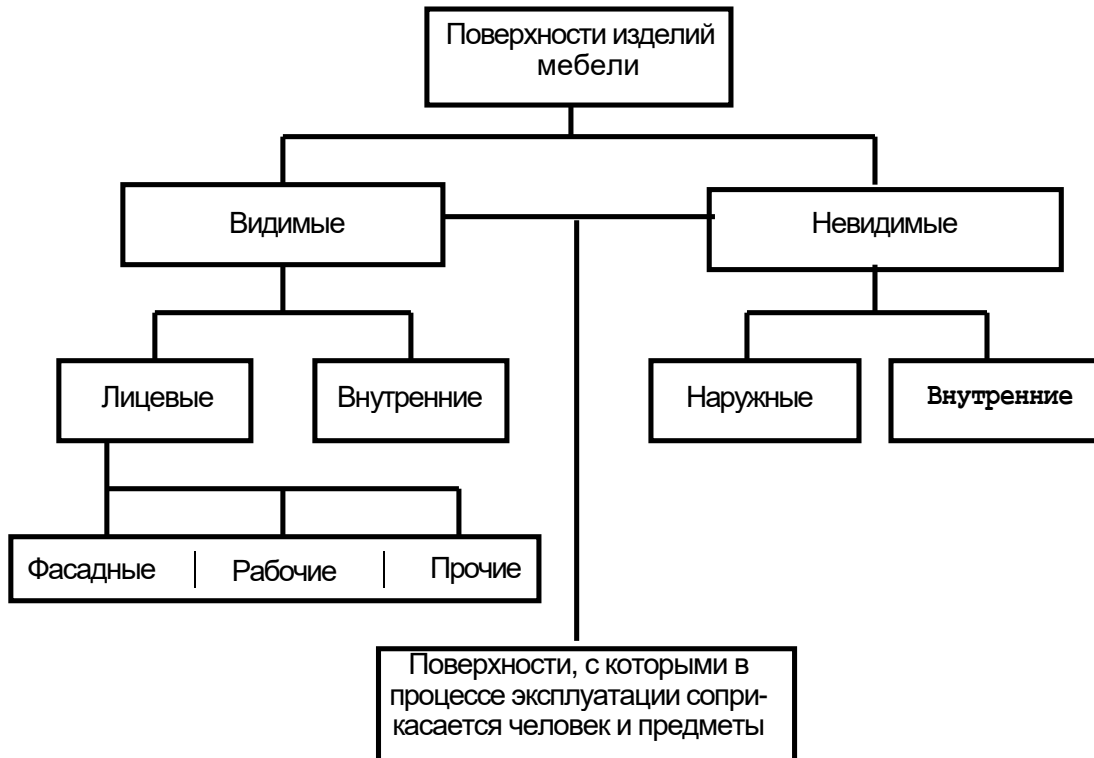 Поверхности изделий
мебели
Видимые
Невидимые
Лицевые
Внутренние
Наружные
Внутренние
Фасадные
Рабочие
Прочие
Поверхности, с которыми в
процессе эксплуатации сопри-
касается человек и предметы